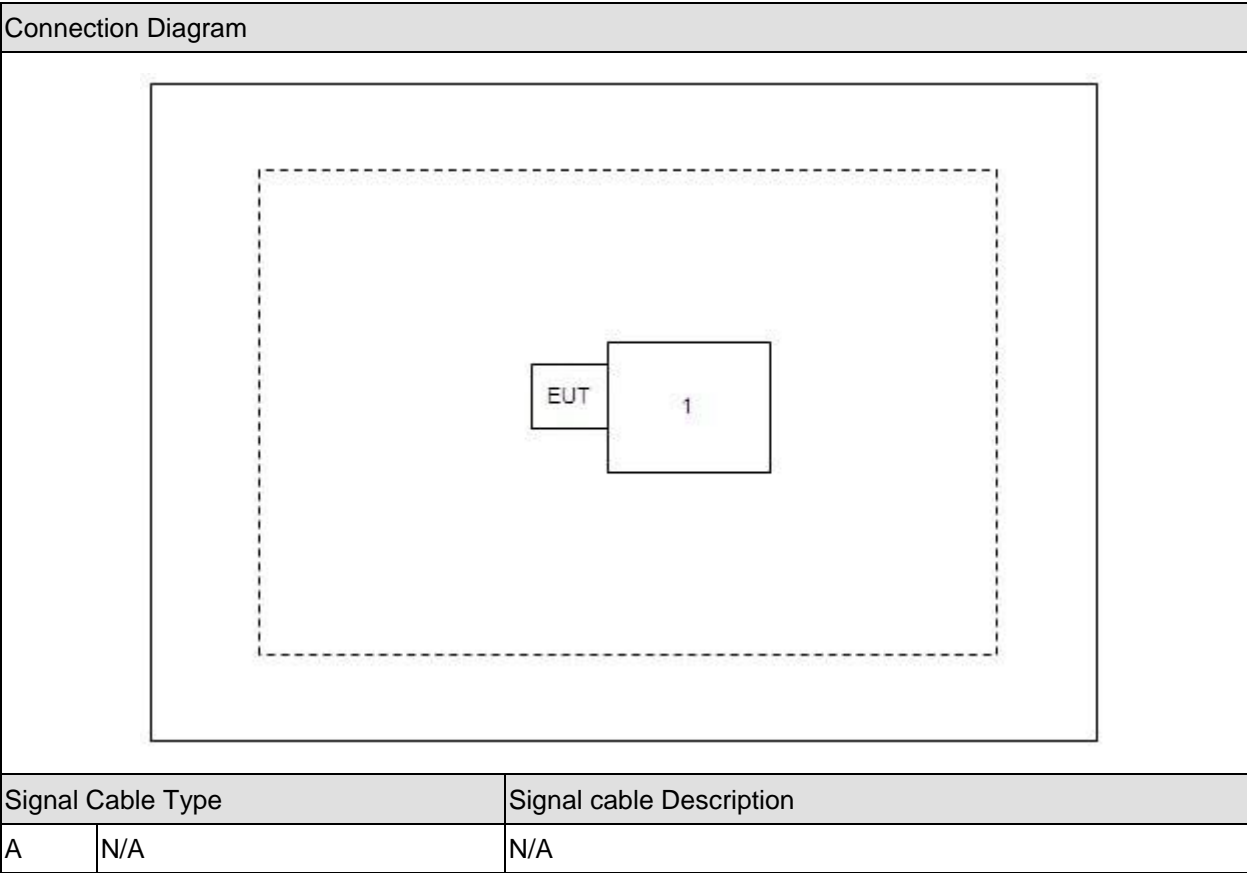 Connection Diagram
EUT
1
Signal Cable Type Signal cable Description
A N/A N/A